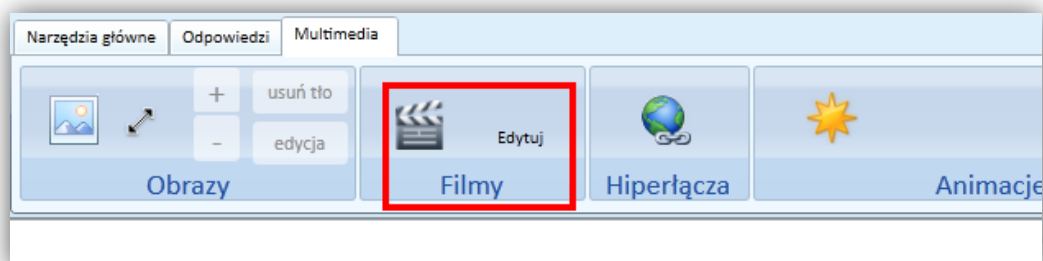 Narzędzia główne Odpowiedzi Multimedia
+ usuń tło
- edycja
Edytuj
Obrazy Filmy Hiperłącza Animacje